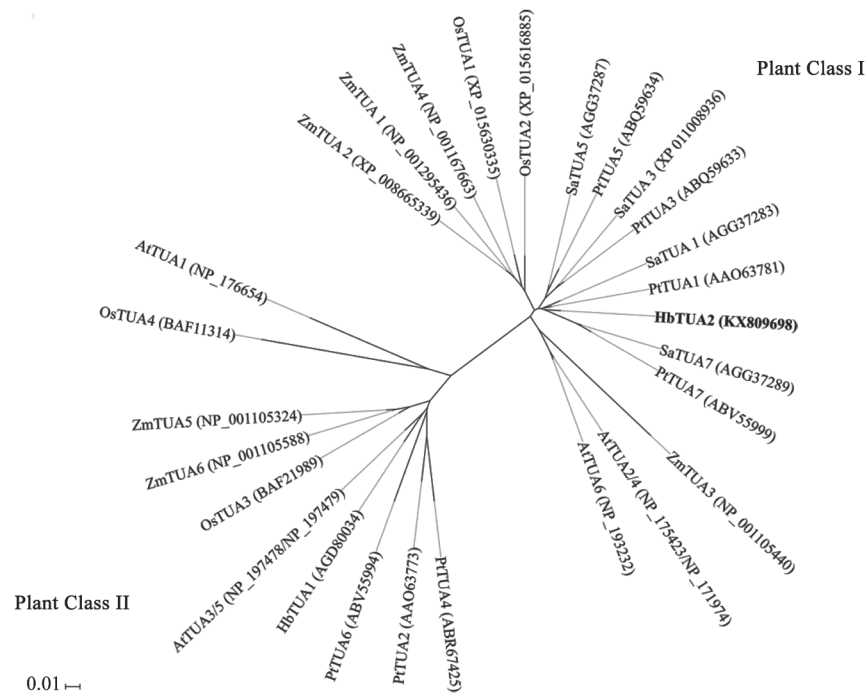 Plant Class I
ZmTUA 2 (XP_008665339)
ZmTUA 1 (NP_001295436)
ZmTUA4 (NP_001167663)
OsTUA1 (XP_015630335)
OsTUA2 (XP_015616885)
SaTUA5 (AGG37287)
PtTUA5 (ABQ59634)
SaTUA 3 (XP 011008936)
PtTUA3 (ABQ59633)
SaTUA 1 (AGG37283)
PtTUA1 (AAO63781)
HbTUA2 (KX809698)
SaTUA7 (AGG37289)
PtTUA7 (ABV55999)
ZmTUA3 (NP_001105440)
AtTUA2/4 (NP_175423/NP_171974)
AtTUA6 (NP_193232)
AtTUA1 (NP_176654)
OsTUA4 (BAF11314)
ZmTUA5 (NP_001105324)
ZmTUA6 (NP_001105588)
OsTUA3 (BAF21989)
AtTUA3/5 (NP_197478/NP_197479)
HbTUA1 (AGD80034)
PtTUA6 (ABV55994)
PtTUA2 (AAO63773)
PtTUA4 (ABR67425)
Plant Class II
0.01